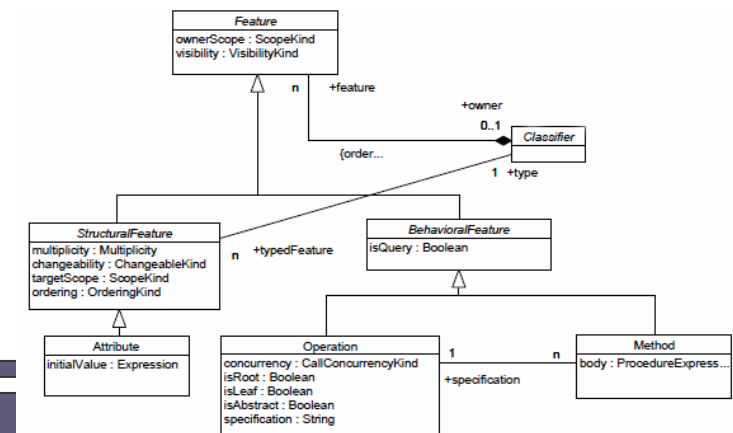 Feature
ownerScope : ScopeKind
visibility : VisibilityKind
n +feature
+owner
0..1
Classifier
{order...
1 +type
StructuralFeature
multiplicity : Multiplicity
changeability : ChangeableKind
targetScope : ScopeKind
ordering : OrderingKind
n +typedFeature
BehavioralFeature
isQuery : Boolean
Attribute
initialValue : Expression
Operation
concurrency : CallConcurrencyKind
isRoot : Boolean
isLeaf : Boolean
isAbstract : Boolean
specification : String
1 n
+specification
Method
body : ProcedureExpress...